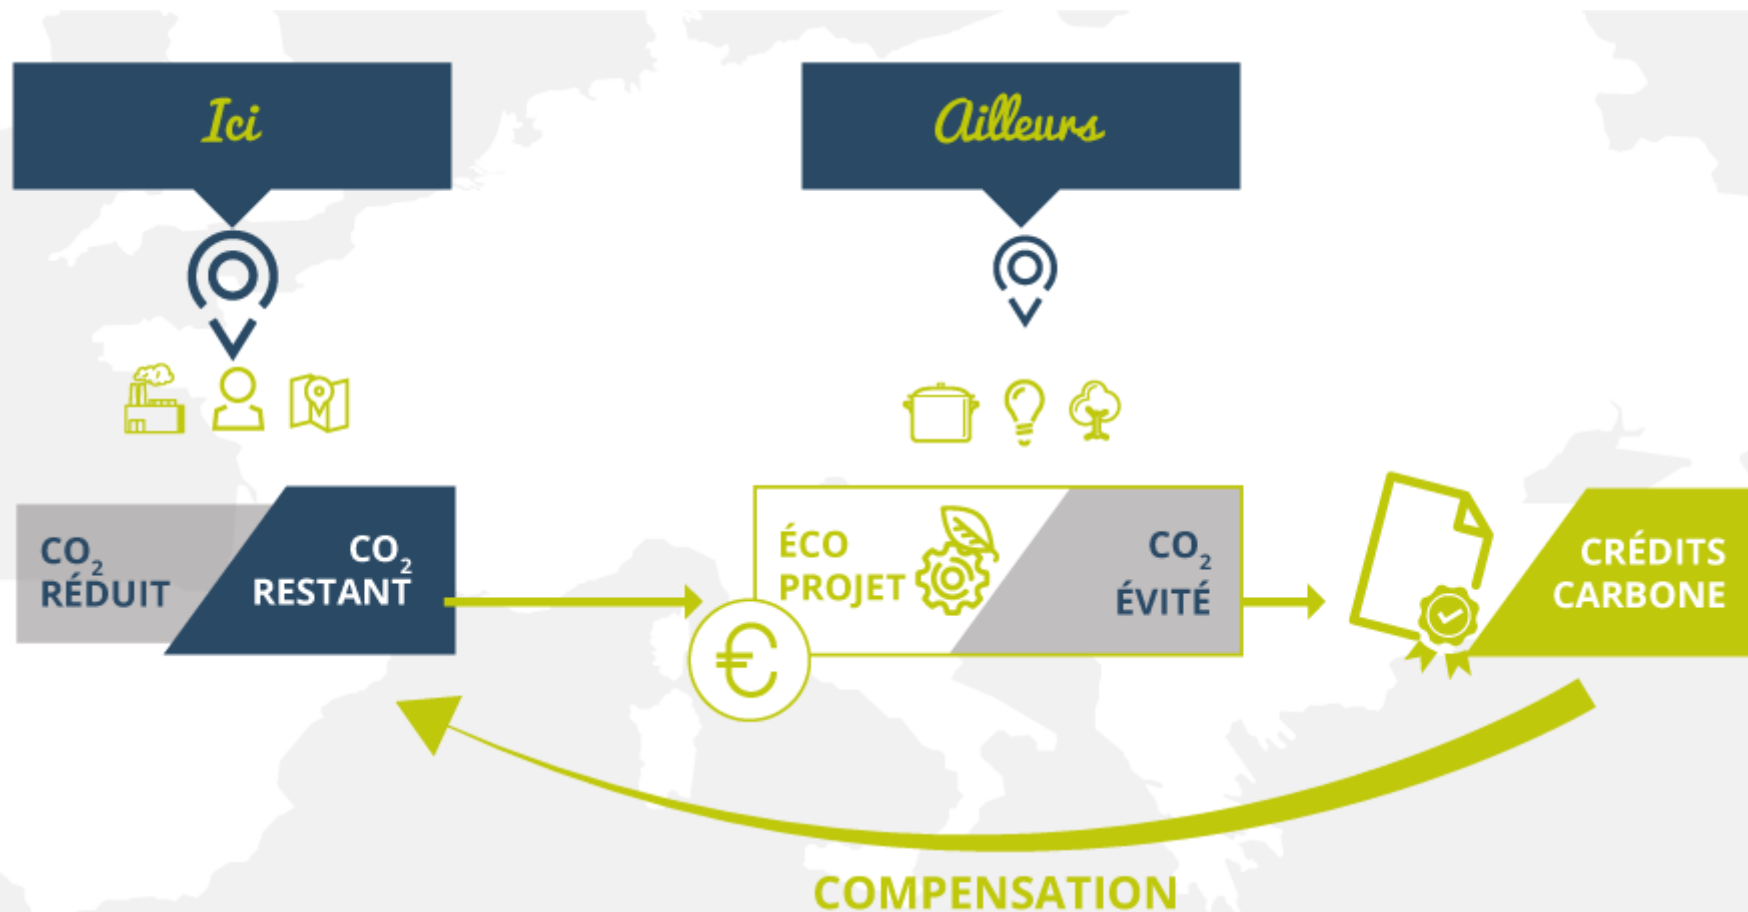 Ici
Ailleurs
CO₂
RÉDUIT
CO₂
RESTANT
ÉCO
PROJET
CO₂
ÉVITÉ
CRÉDITS
CARBONE
€
COMPENSATION